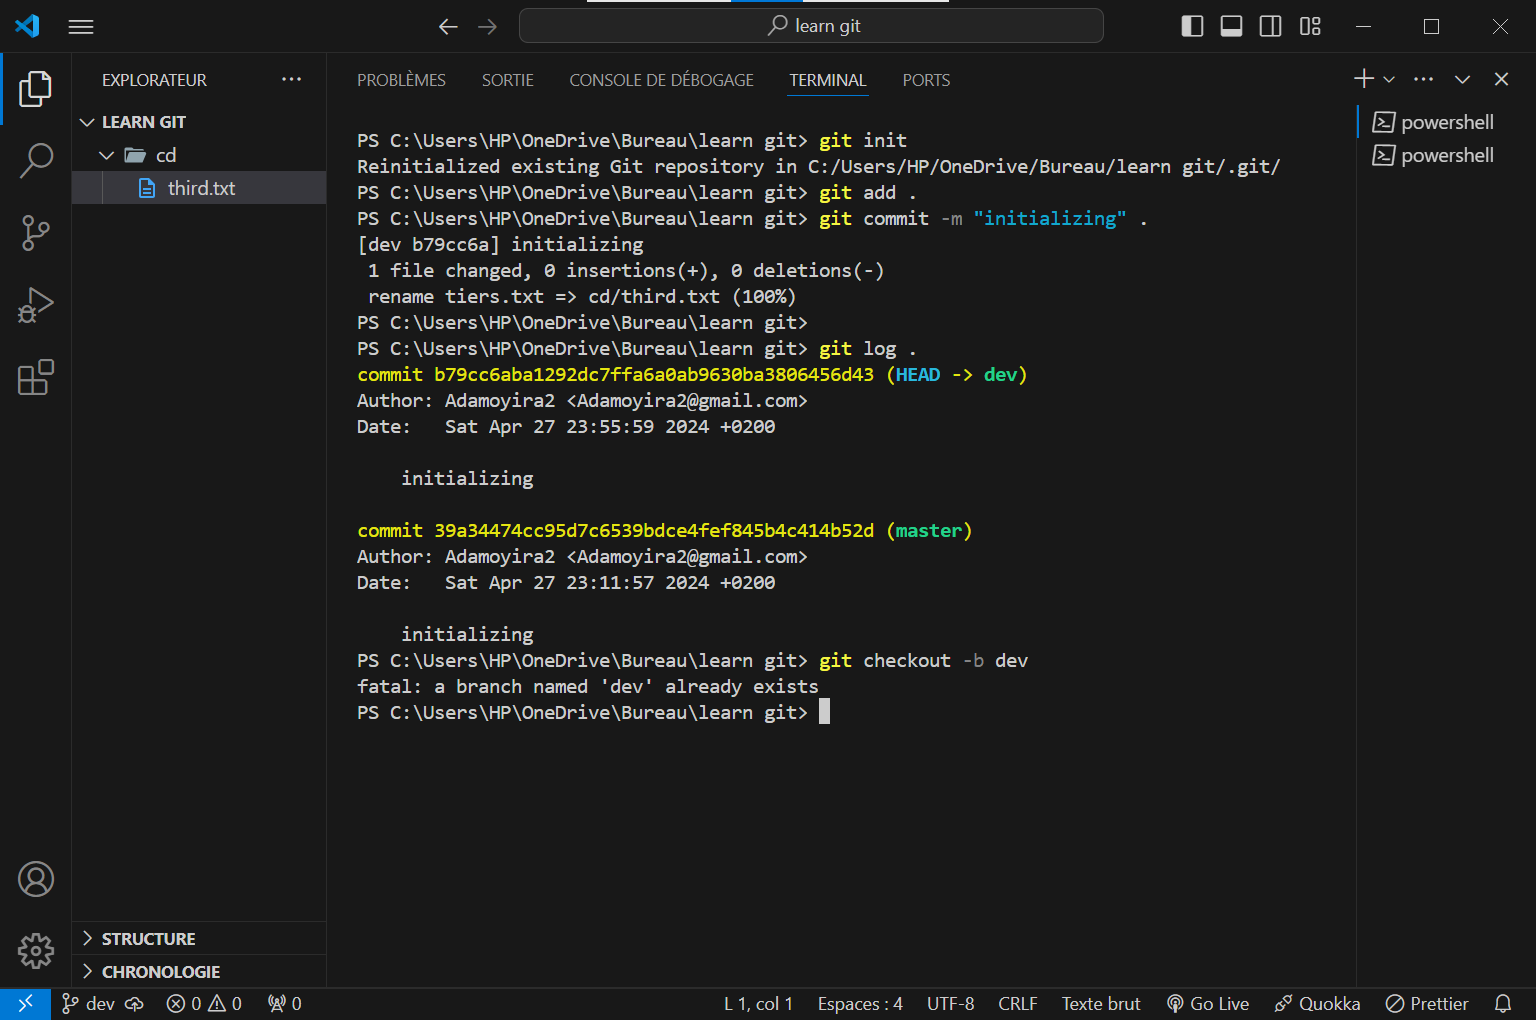 learn git
EXPLORATEUR
LEARN GIT
cd
third.txt
STRUCTURE
CHRONOLOGIE
PROBLÈMES SORTIE CONSOLE DE DÉBOGAGE TERMINAL PORTS
PS C:\Users\HP\OneDrive\Bureau\learn git> git init
Reinitialized existing Git repository in C:/Users/HP/OneDrive/Bureau/learn git/.git/
PS C:\Users\HP\OneDrive\Bureau\learn git> git add .
PS C:\Users\HP\OneDrive\Bureau\learn git> git commit -m "initializing" .
[dev b79cc6a] initializing
 1 file changed, 0 insertions(+), 0 deletions(-)
 rename tiers.txt => cd/third.txt (100%)
PS C:\Users\HP\OneDrive\Bureau\learn git>
PS C:\Users\HP\OneDrive\Bureau\learn git> git log .
commit b79cc6aba1292dc7ffa6a0ab9630ba3806456d43 (HEAD -> dev)
Author: Adamoyira2 <Adamoyira2@gmail.com>
Date:   Sat Apr 27 23:55:59 2024 +0200
    initializing
commit 39a34474cc95d7c6539bdce4fef845b4c414b52d (master)
Author: Adamoyira2 <Adamoyira2@gmail.com>
Date:   Sat Apr 27 23:11:57 2024 +0200
    initializing
PS C:\Users\HP\OneDrive\Bureau\learn git> git checkout -b dev
fatal: a branch named 'dev' already exists
PS C:\Users\HP\OneDrive\Bureau\learn git>
powershell
powershell
dev 0 0 0 L 1, col 1 Espaces : 4 UTF-8 CRLF Texte brut Go Live Quokka Prettier